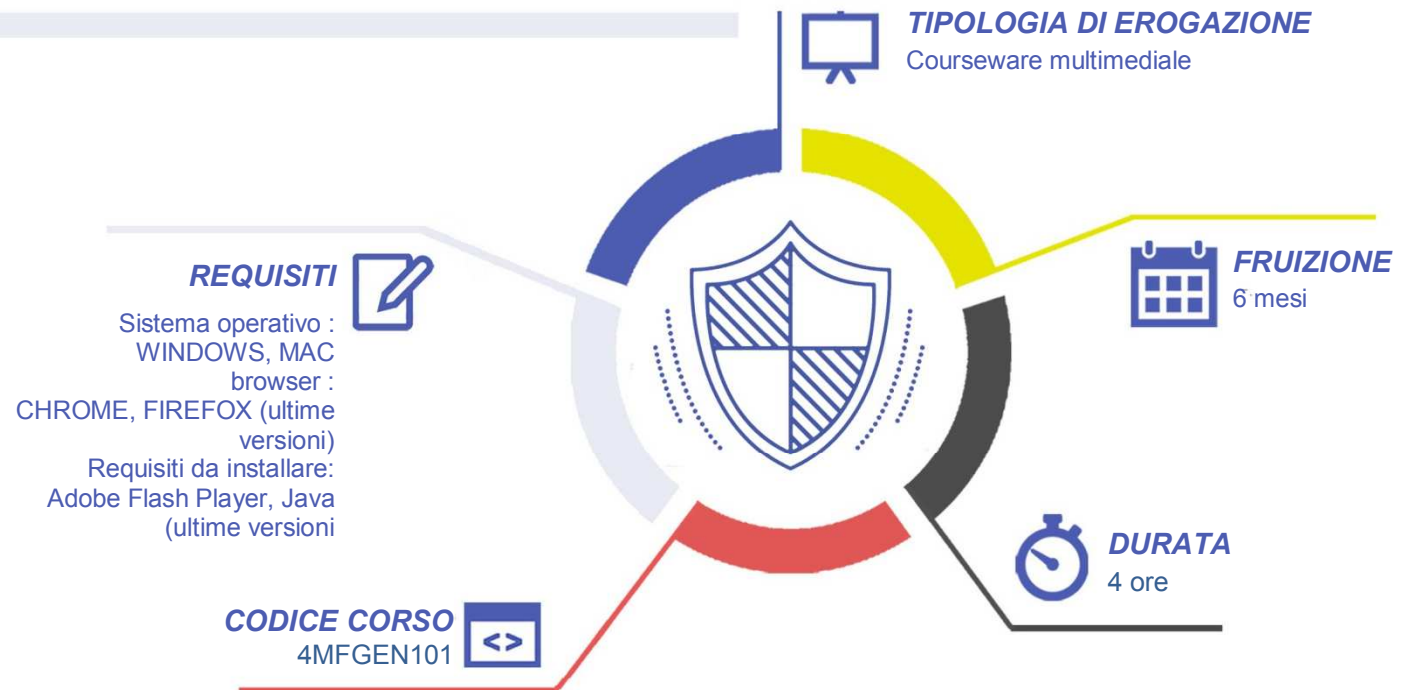 TIPOLOGIA DI EROGAZIONE
Courseware multimediale
FRUIZIONE
6 mesi
REQUISITI
Sistema operativo :
WINDOWS, MAC
browser :
CHROME, FIREFOX (ultime
versioni)
Requisiti da installare:
Adobe Flash Player, Java
(ultime versioni
DURATA
4 ore
CODICE CORSO
4MFGEN101